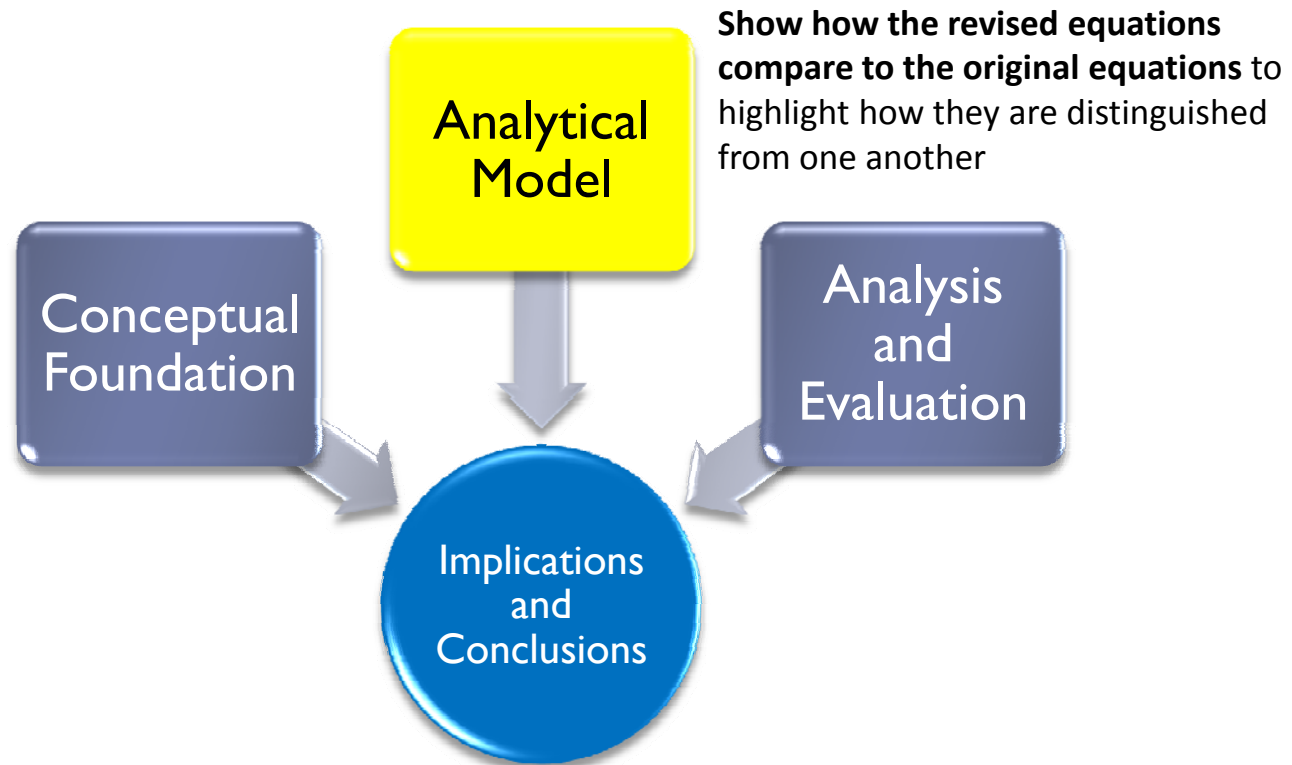 Show how the revised equations
compare to the original equations to
highlight how they are distinguished
from one another
Analytical
Model
Conceptual
Foundation
Analysis
and
Evaluation
Implications
and
Conclusions